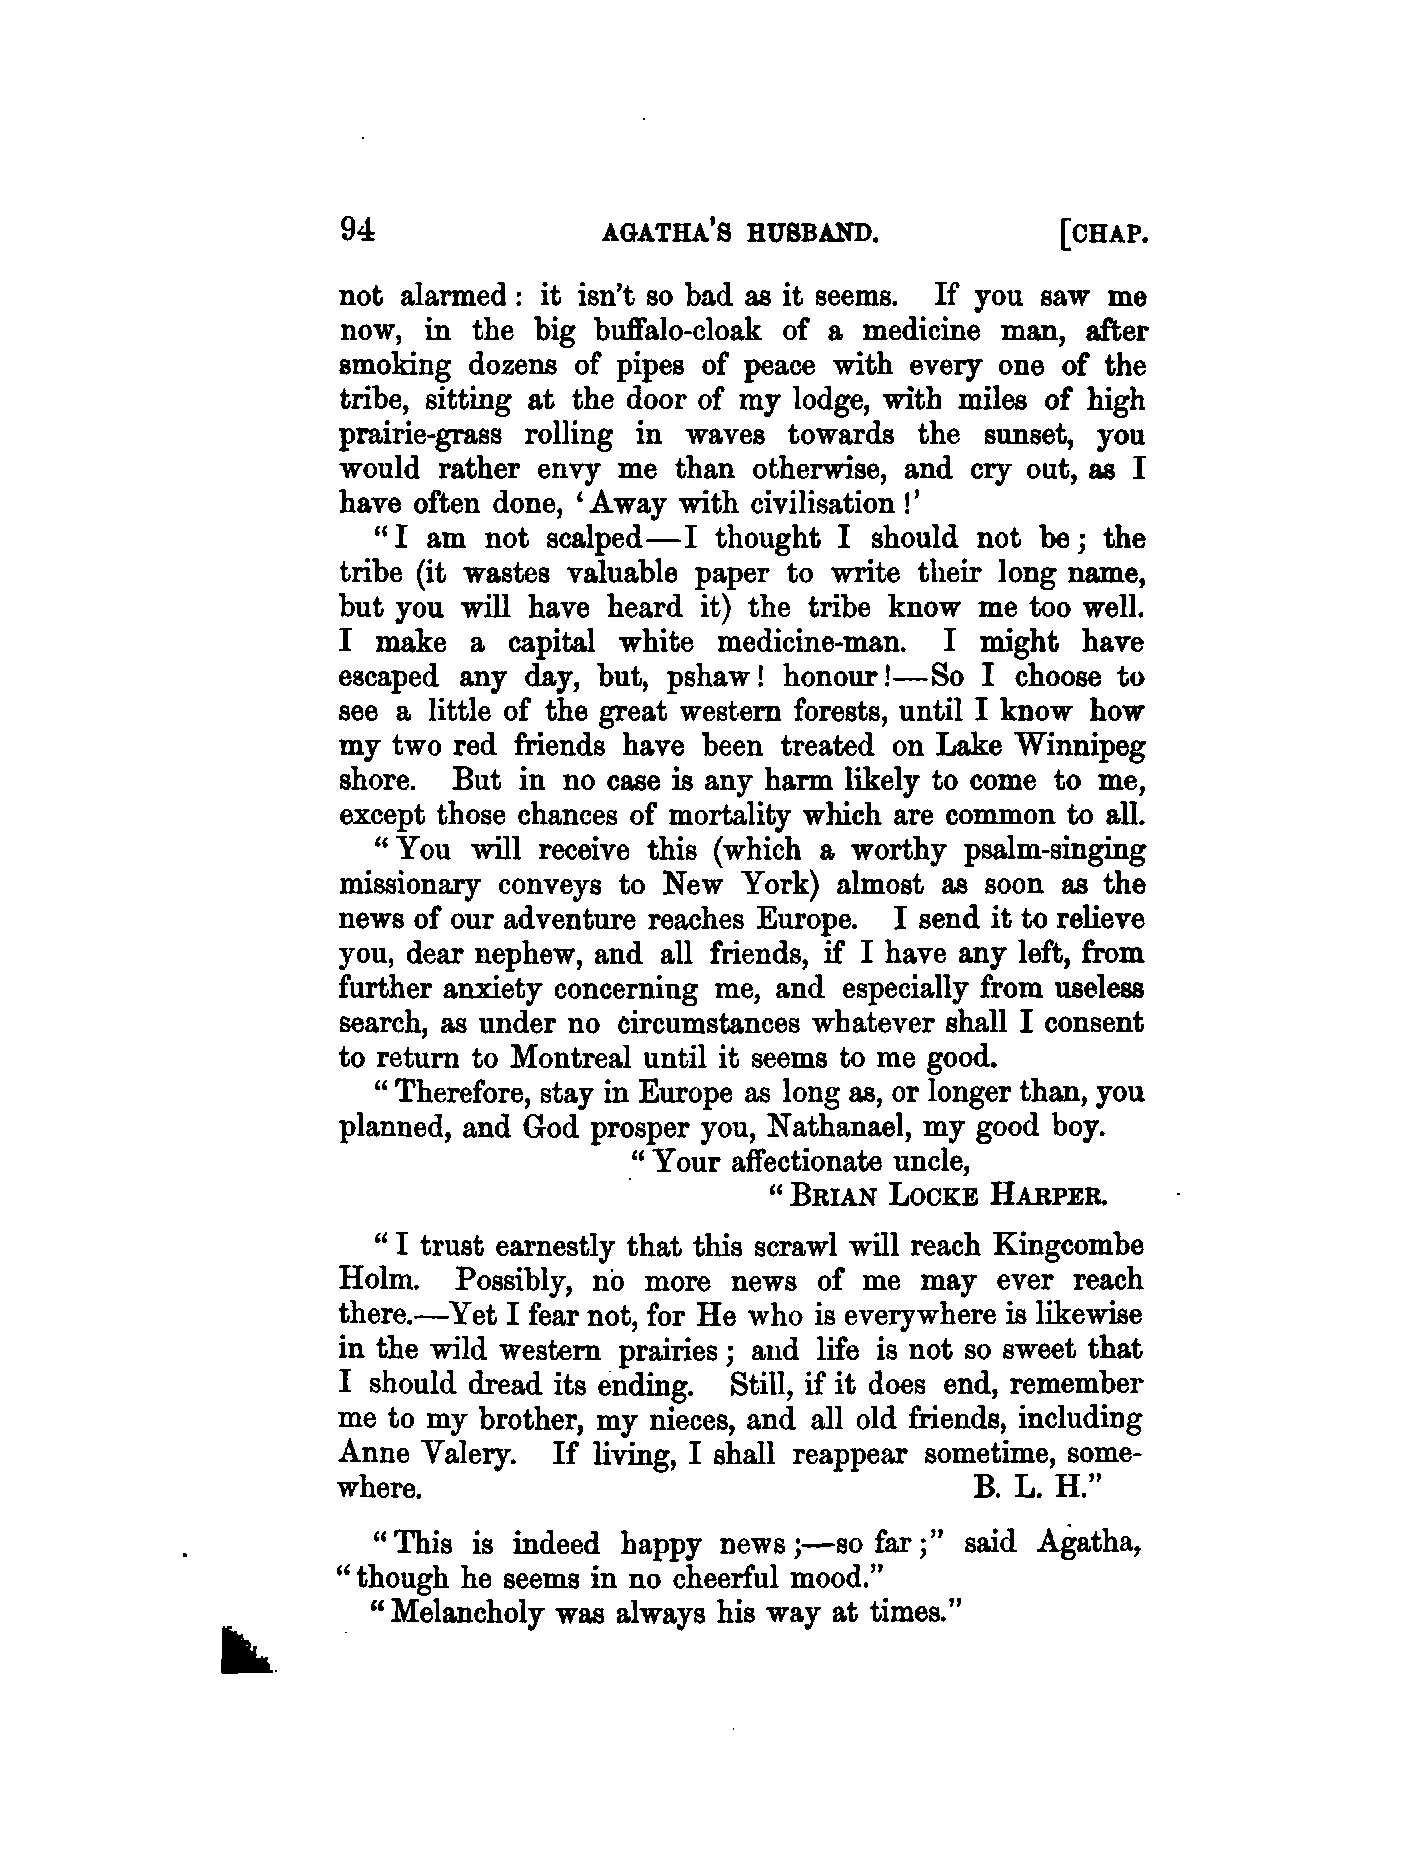 94 AGATHA'S HUSBAND. [CHAP.
not alarmed: it isn't so bad as it seems. If you saw me
now, in the big buffalo-cloak of a medicine man, after
smoking dozens of pipes of peace with every one of the
tribe, sitting at the door of my lodge, with miles of high
prairie-grass rolling in waves towards the sunset, you
would rather envy me than otherwise, and cry out, as I
have often done, 'Away with civilisation!'
"I am not scalped—I thought I should not be; the
tribe (it wastes valuable paper to write their long name,
but you will have heard it) the tribe know me too well.
I make a capital white medicine-man. I might have
escaped any day, but, pshaw! honour!—So I choose to
see a little of the great western forests, until I know how
my two red friends have been treated on Lake Winnipeg
shore. But in no case is any harm likely to come to me,
except those chances of mortality which are common to all.
"You will receive this (which a worthy psalm-singing
missionary conveys to New York) almost as soon as the
news of our adventure reaches Europe. I send it to relieve
you, dear nephew, and all friends, if I have any left, from
further anxiety concerning me, and especially from useless
search, as under no circumstances whatever shall I consent
to return to Montreal until it seems to me good.
"Therefore, stay in Europe as long as, or longer than, you
planned, and God prosper you, Nathanael, my good boy.
"Your affectionate uncle,
"BRIAN LOCKE HARPER.
"I trust earnestly that this scrawl will reach Kingcombe
Holm. Possibly, no more news of me may ever reach
there.—Yet I fear not, for He who is everywhere is likewise
in the wild western prairies; and life is not so sweet that
I should dread its ending. Still, if it does end, remember
me to my brother, my nieces, and all old friends, including
Anne Valery. If living, I shall reappear sometime, some-
where. B. L. H."
"This is indeed happy news;—so far;" said Agatha,
"though he seems in no cheerful mood."
"Melancholy was always his way at times."